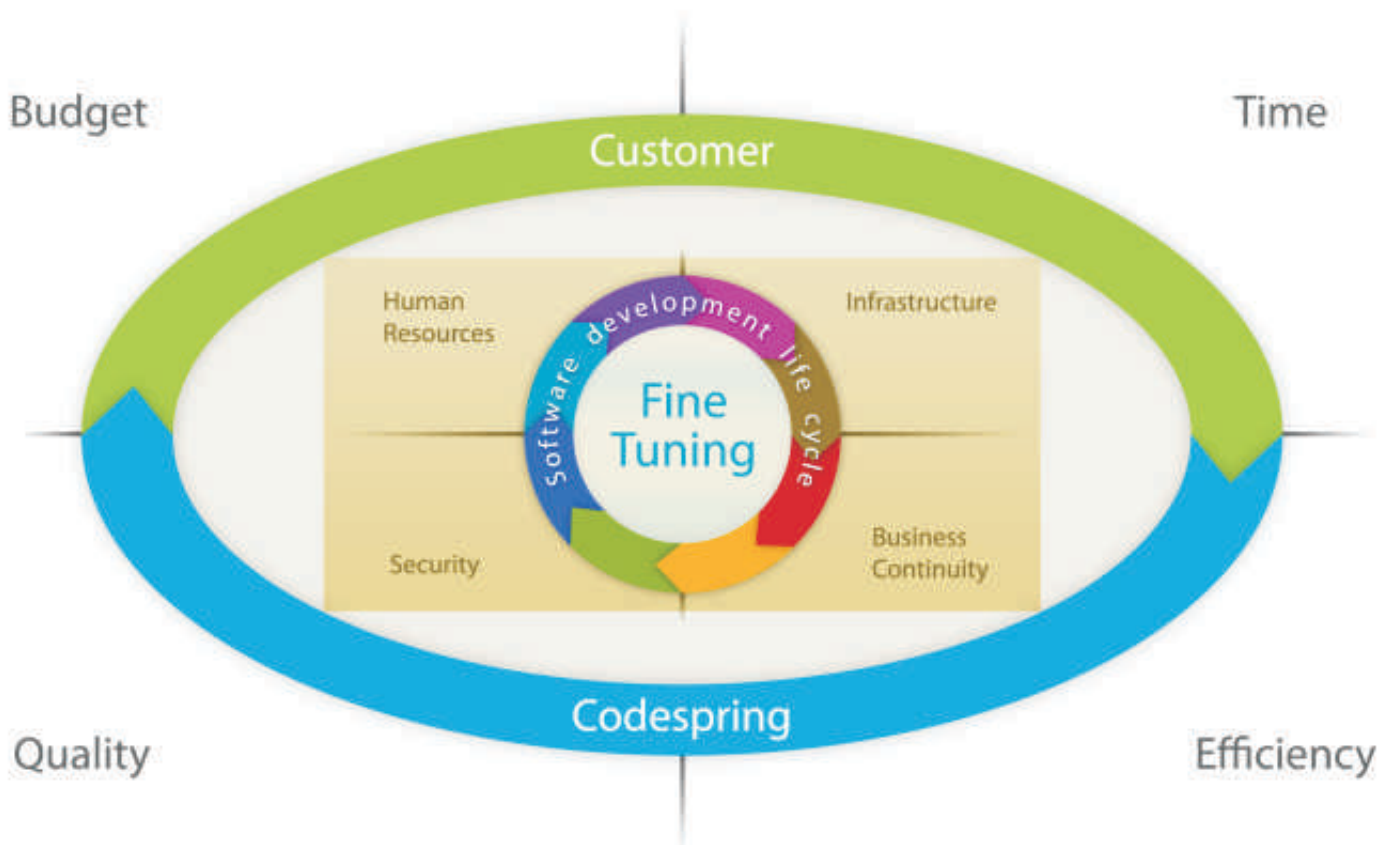 Budget
Time
Customer
Human
Resources
Infrastructure
Software development life cycle
Fine
Tuning
Security
Business
Continuity
Codespring
Quality
Efficiency